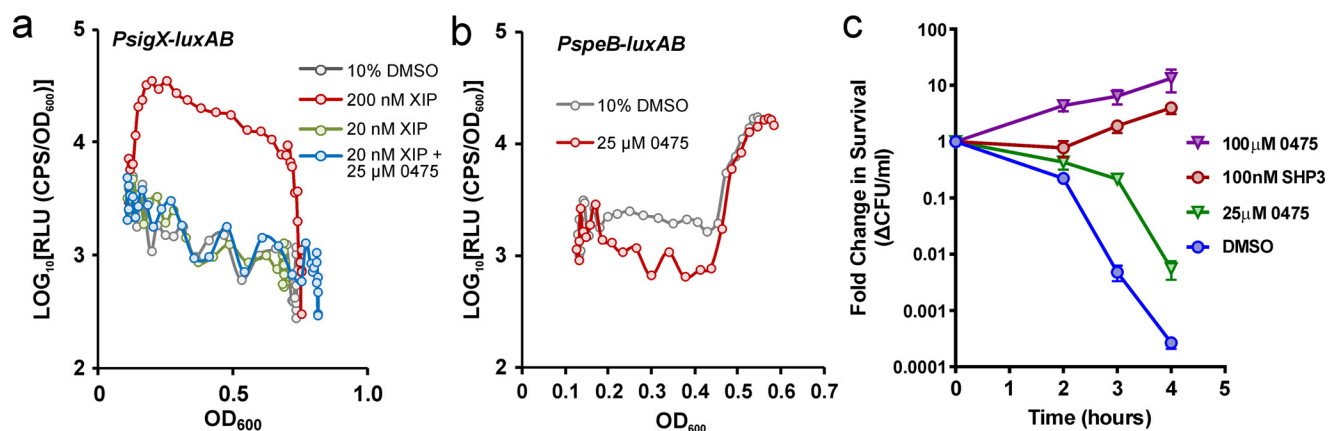 a
PsigX-luxAB
LOG10[RLU (CPS/OD600)]
5
4
3
2
0
0.5
1.0
OD600
10% DMSO
200 nM XIP
20 nM XIP
20 nM XIP +
25 µM 0475
b
PspeB-luxAB
LOG10[RLU (CPS/OD600)]
5
4
3
2
0
0.1
0.2
0.3
0.4
0.5
0.6
0.7
OD600
10% DMSO
25 µM 0475
c
Fold Change in Survival
(ΔCFU/ml)
100
10
1
0.1
0.01
0.001
0.0001
0
1
2
3
4
5
Time (hours)
100µM 0475
100nM SHP3
25µM 0475
DMSO